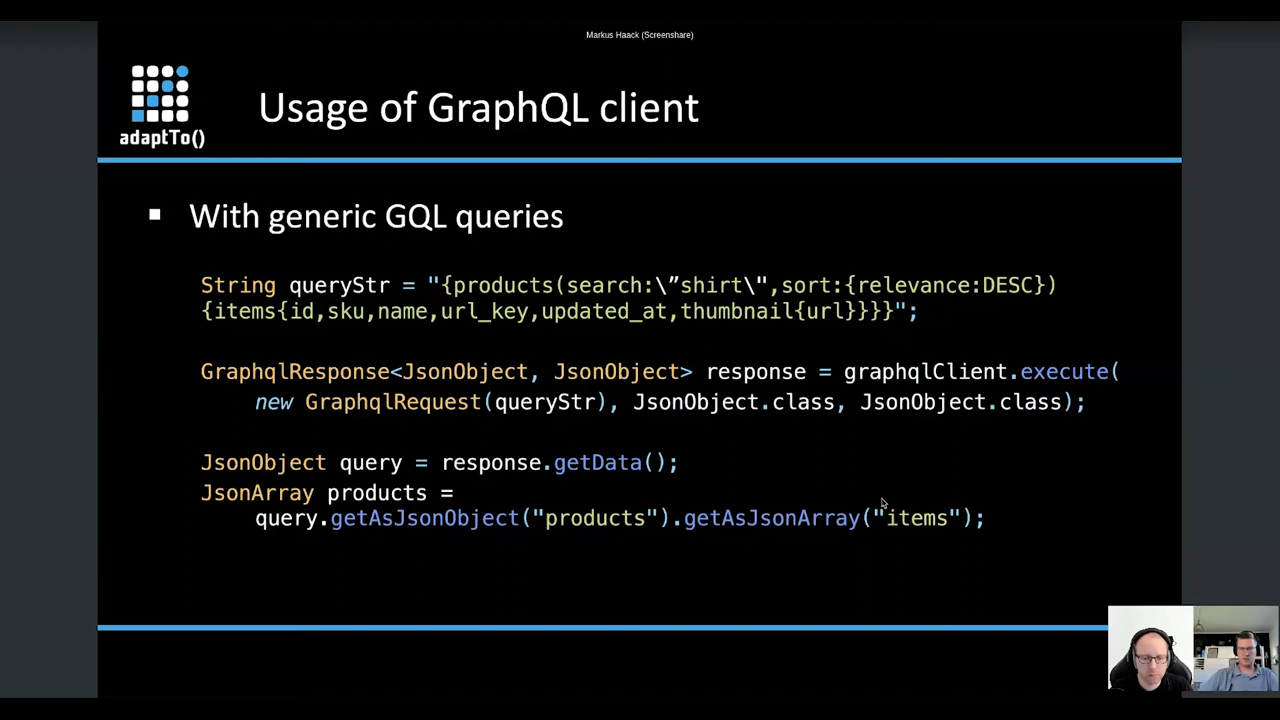 Markus Haack (Screenshare)
adaptTo()
Usage of GraphQL client
▪ With generic GQL queries
String queryStr = "{products(search:\”shirt\",sort:{relevance:DESC})
{items{id,sku,name,url_key,updated_at,thumbnail{url}}}}";
GraphqlResponse<JsonObject, JsonObject> response = graphqlClient.execute(
new GraphqlRequest(queryStr), JsonObject.class, JsonObject.class);
JsonObject query = response.getData();
JsonArray products =
query.getAsJsonObject("products").getAsJsonArray("items");